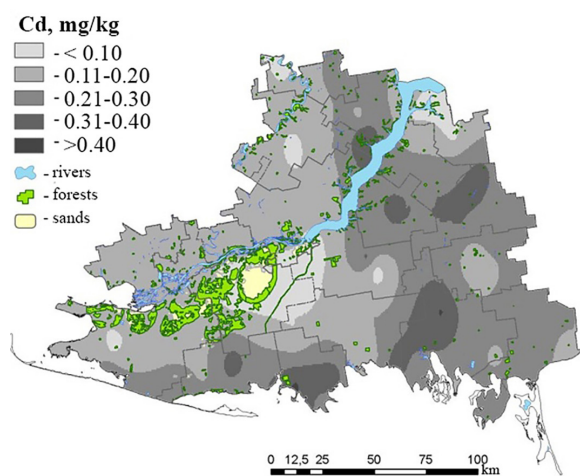 Cd, mg/kg
- < 0.10
- 0.11-0.20
- 0.21-0.30
- 0.31-0.40
- >0.40
- rivers
- forests
- sands
0 12,5 25 50 75 100
km